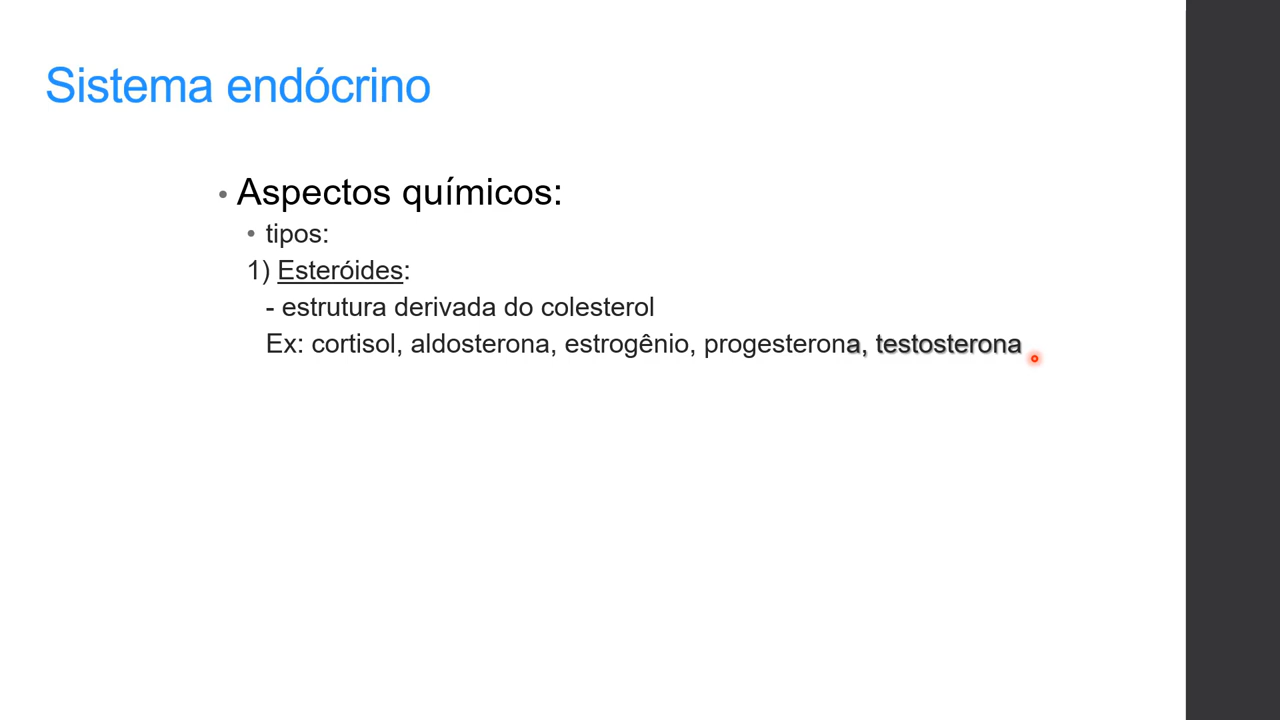 Sistema endócrino
• Aspectos químicos:
• tipos:
1) Esteróides:
- estrutura derivada do colesterol
Ex: cortisol, aldosterona, estrogênio, progesterona, testosterona